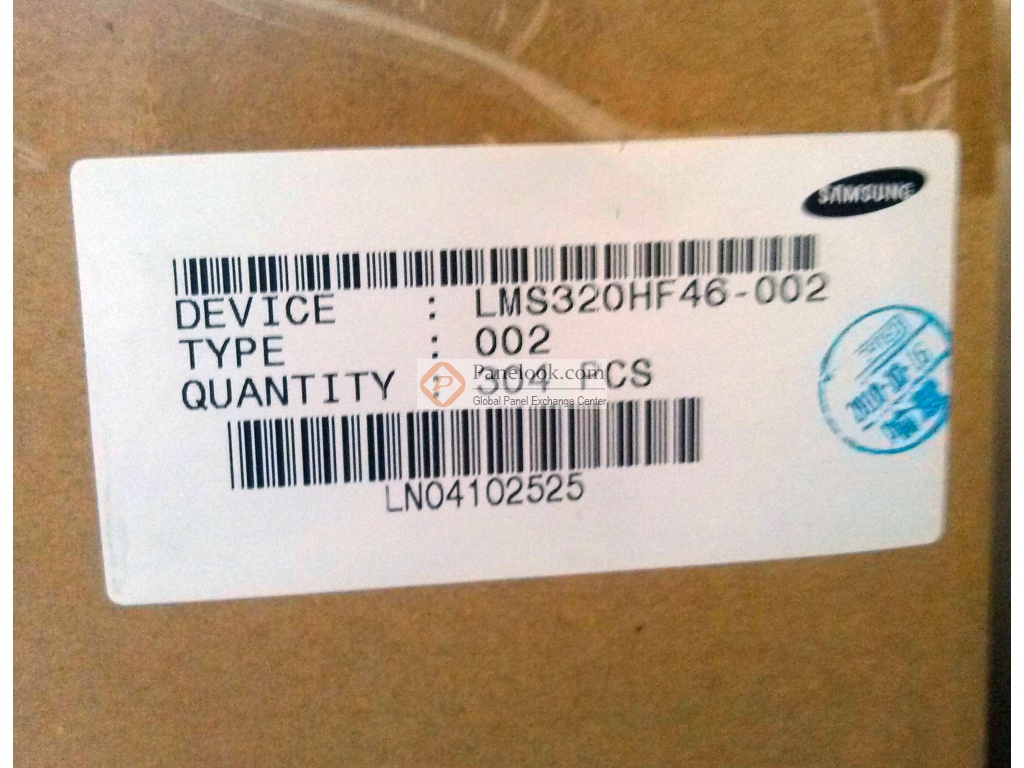 SAMSUNG
DEVICE : LMS320HF46-002
TYPE : 002
QUANTITY : 304 PCS
Panelook.com
Global Panel Exchange Center
LN04102525